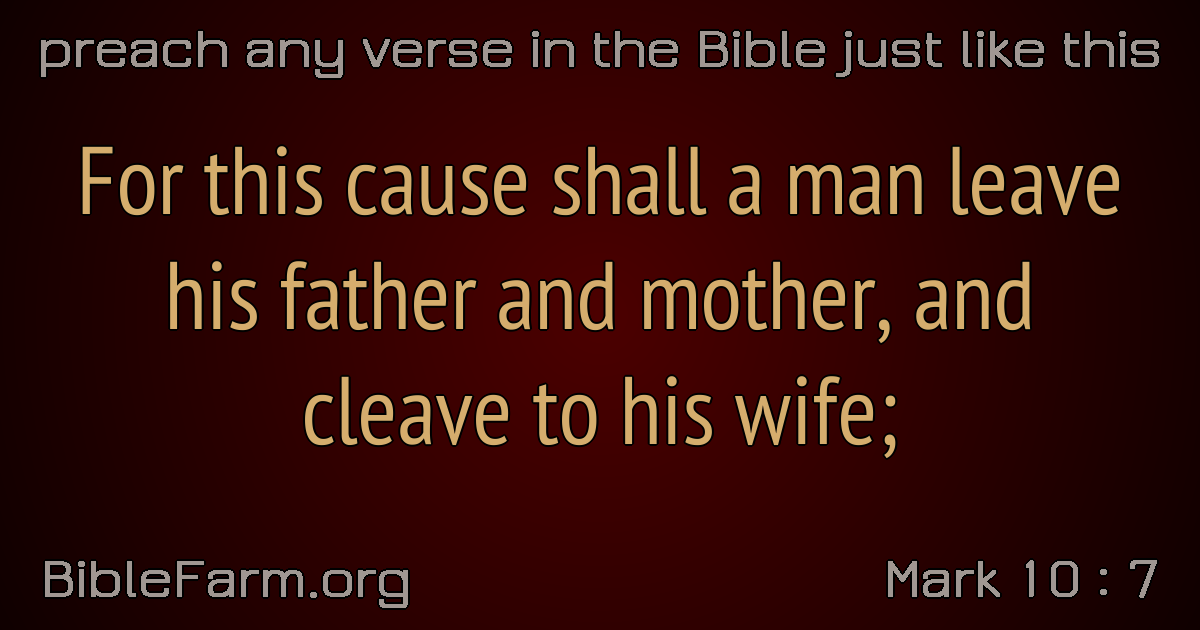 preach any verse in the Bible just like this
For this cause shall a man leave
his father and mother, and
cleave to his wife;
BibleFarm.org
Mark 10 : 7